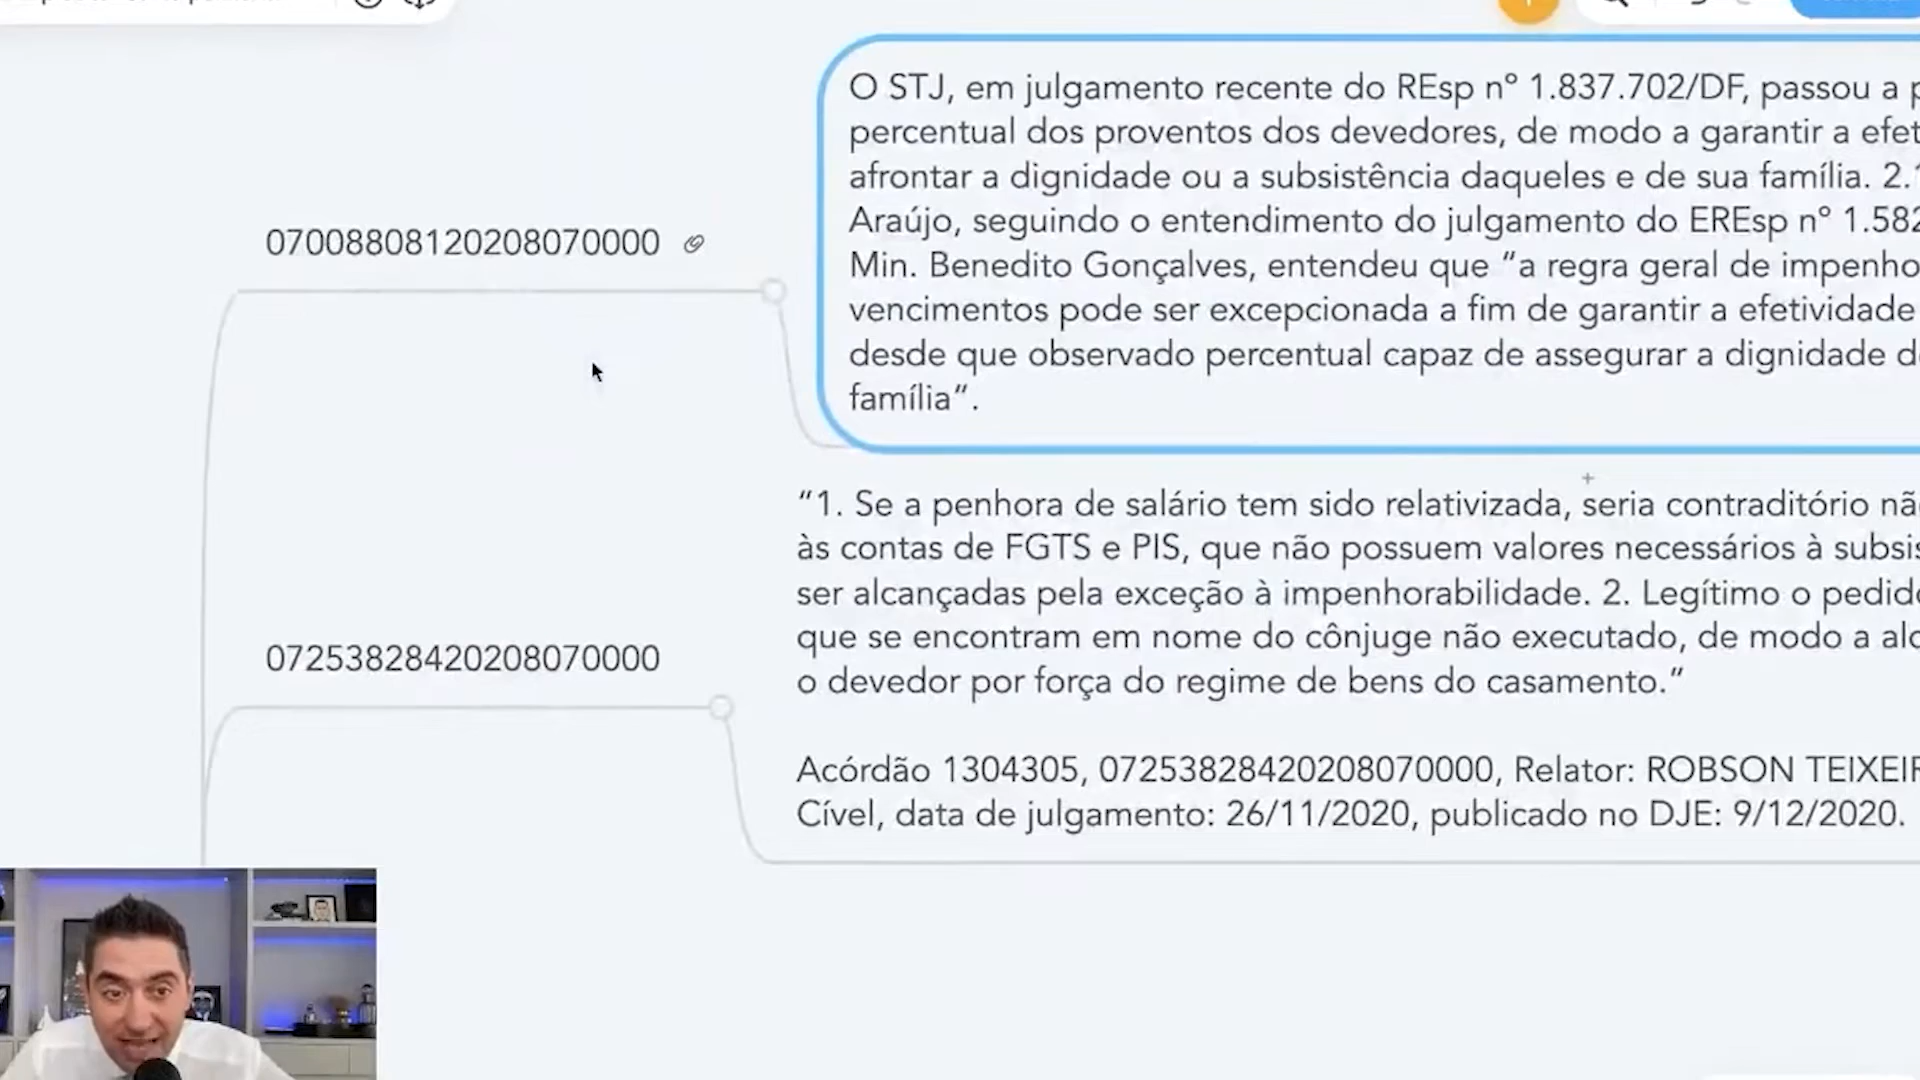 07008808120208070000
O STJ, em julgamento recente do REsp nº 1.837.702/DF, passou a p
percentual dos proventos dos devedores, de modo a garantir a efet
afrontar a dignidade ou a subsistência daqueles e de sua família. 2.1
Araújo, seguindo o entendimento do julgamento do EREsp nº 1.582
Min. Benedito Gonçalves, entendeu que “a regra geral de impenho
vencimentos pode ser excepcionada a fim de garantir a efetividade
desde que observado percentual capaz de assegurar a dignidade d
família”.
07253828420208070000
“1. Se a penhora de salário tem sido relativizada, seria contraditório nã
às contas de FGTS e PIS, que não possuem valores necessários à subsis
ser alcançadas pela exceção à impenhorabilidade. 2. Legítimo o pedido
que se encontram em nome do cônjuge não executado, de modo a alc
o devedor por força do regime de bens do casamento.”
Acórdão 1304305, 07253828420208070000, Relator: ROBSON TEIXEIR
Cível, data de julgamento: 26/11/2020, publicado no DJE: 9/12/2020.